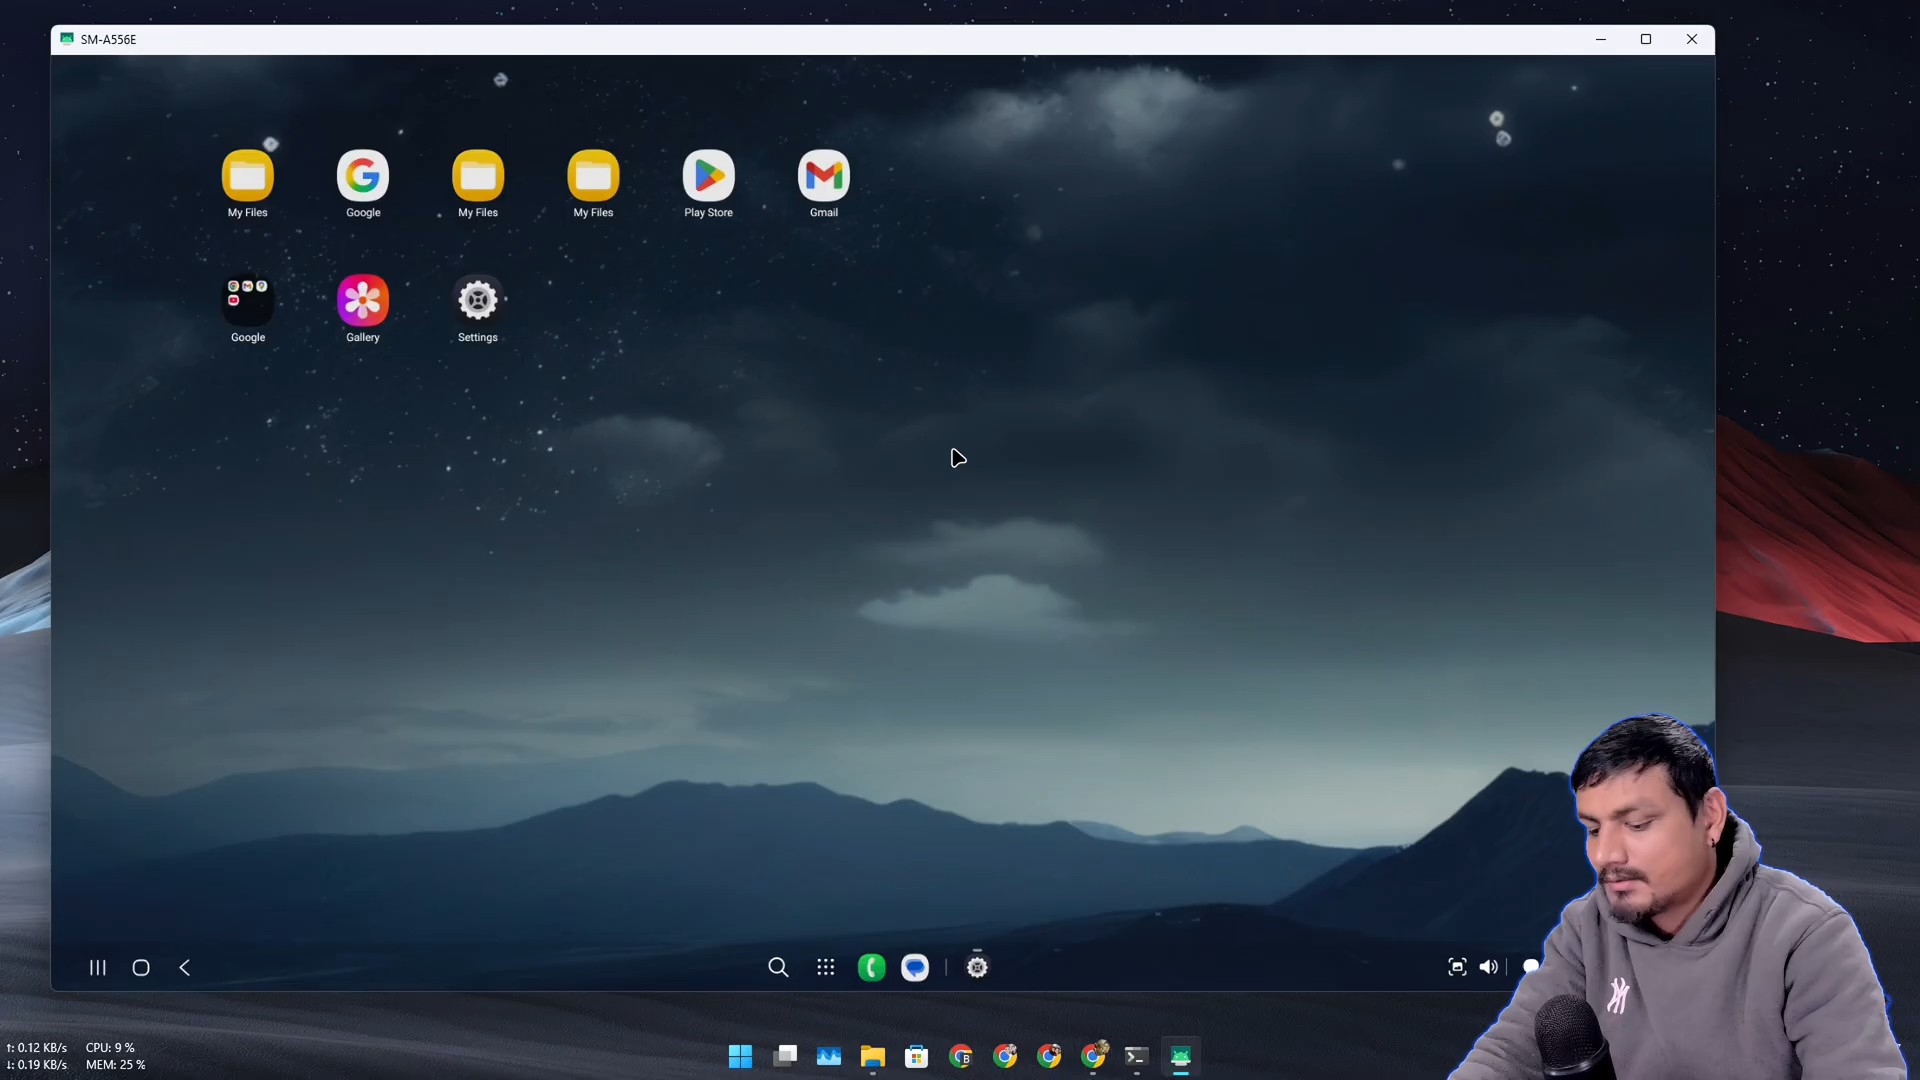 SM-A556E
My Files
Google
My Files
My Files
Play Store
Gmail
Google
Gallery
Settings
↑: 0.12 KB/s CPU: 9 %
↓: 0.19 KB/s MEM: 25 %